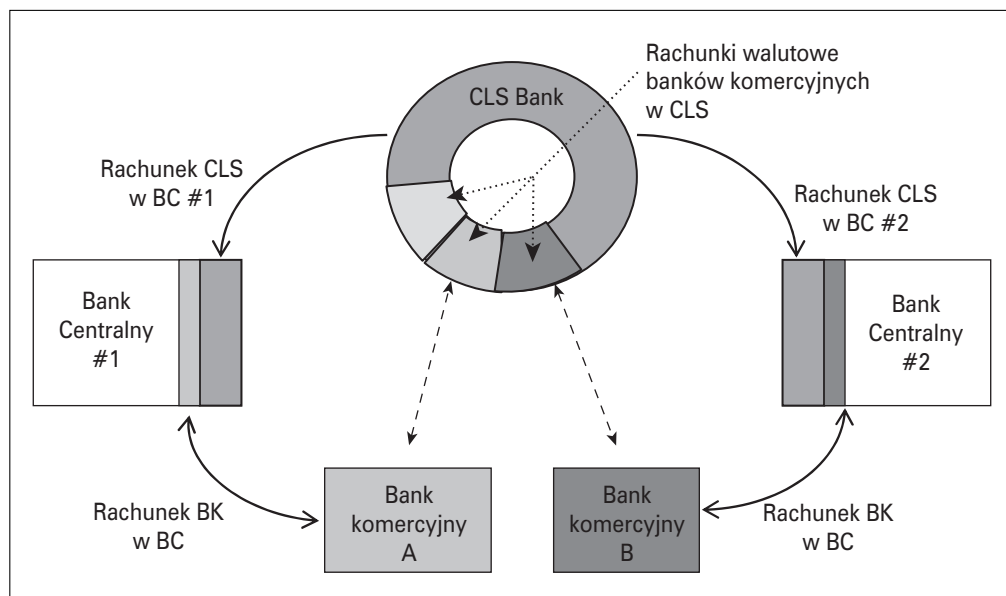 CLS Bank
Rachunki walutowe
banków komercyjnych
w CLS
Rachunek CLS
w BC #1
Rachunek CLS
w BC #2
Bank
Centralny
#1
Bank
Centralny
#2
Rachunek BK
w BC
Bank
komercyjny
A
Bank
komercyjny
B
Rachunek BK
w BC